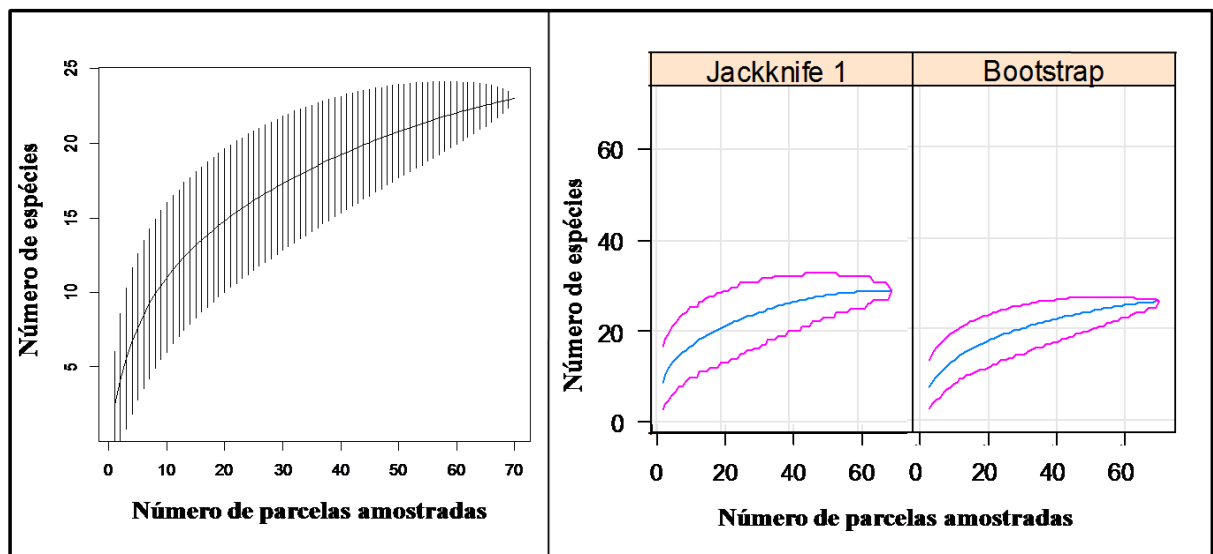 Número de espécies
25
20
15
10
5
0 10 20 30 40 50 60 70
Número de parcelas amostradas
Jackknife 1 Bootstrap
Número de espécies
60
40
20
0
0 20 40 60 0 20 40 60
Número de parcelas amostradas